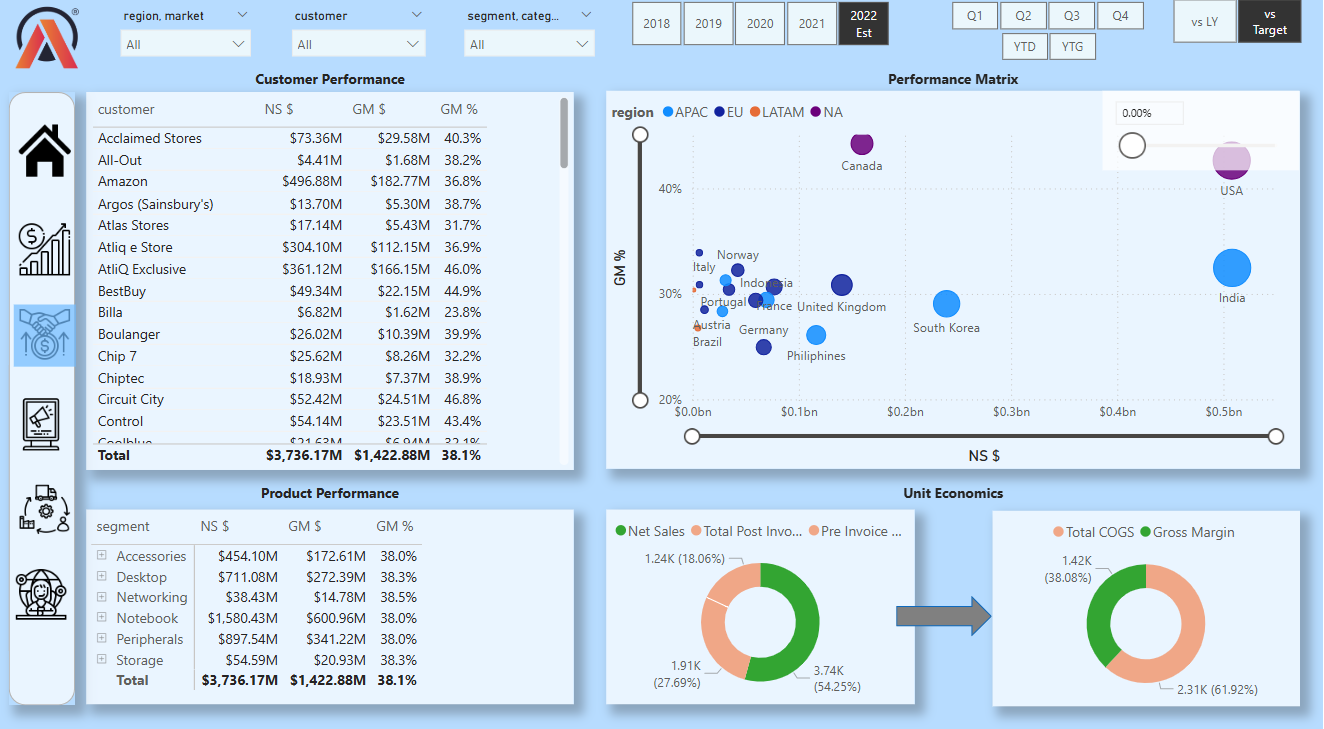 region, market
customer
segment, categ...
All
All
All
2018
2019
2020
2021
2022 Est
Q1
Q2
Q3
Q4
YTD
YTG
vs LY
vs Target
Customer Performance
customer NS $ GM $ GM %
Acclaimed Stores $73.36M $29.58M 40.3%
All-Out $4.41M $1.68M 38.2%
Amazon $496.88M $182.77M 36.8%
Argos (Sainsbury's) $13.70M $5.30M 38.7%
Atlas Stores $17.14M $5.43M 31.7%
Atliq e Store $304.10M $112.15M 36.9%
AtliQ Exclusive $361.12M $166.15M 46.0%
BestBuy $49.34M $22.15M 44.9%
Billa $6.82M $1.62M 23.8%
Boulanger $26.02M $10.39M 39.9%
Chip 7 $25.62M $8.26M 32.2%
Chiptec $18.93M $7.37M 38.9%
Circuit City $52.42M $24.51M 46.8%
Control $54.14M $23.51M 43.4%
Coolblue $21.63M $6.94M 32.1%
Total $3,736.17M $1,422.88M 38.1%
Performance Matrix
region APAC EU LATAM NA
0.00%
GM %
40%
30%
20%
Canada
USA
Norway
Italy
Indonesia
India
Portugal
France
United Kingdom
South Korea
Austria
Germany
Brazil
Philiphines
$0.0bn $0.1bn $0.2bn $0.3bn $0.4bn $0.5bn
NS $
Product Performance
segment NS $ GM $ GM %
Accessories $454.10M $172.61M 38.0%
Desktop $711.08M $272.39M 38.3%
Networking $38.43M $14.78M 38.5%
Notebook $1,580.43M $600.96M 38.0%
Peripherals $897.54M $341.22M 38.0%
Storage $54.59M $20.93M 38.3%
Total $3,736.17M $1,422.88M 38.1%
Unit Economics
Net Sales Total Post Invo... Pre Invoice ...
1.24K (18.06%)
1.91K
(27.69%)
3.74K
(54.25%)
Total COGS Gross Margin
1.42K
(38.08%)
2.31K (61.92%)